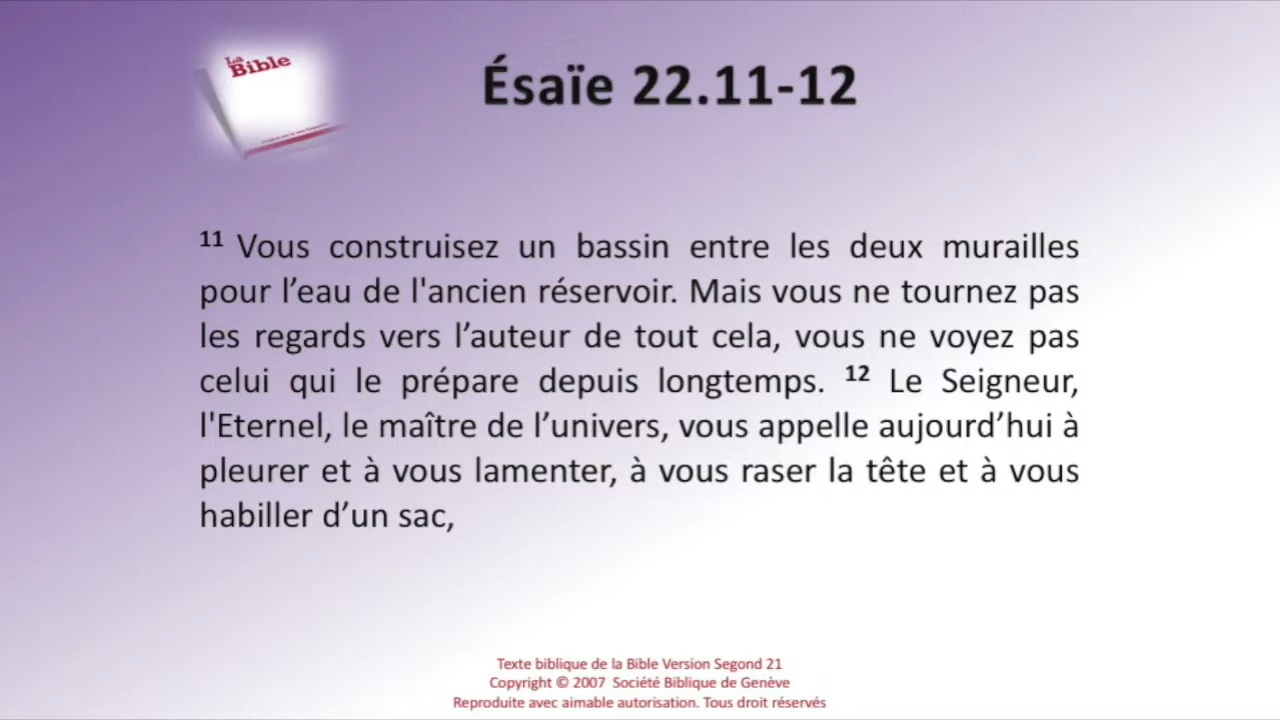 La
Bible
Ésaïe 22.11-12
11 Vous construisez un bassin entre les deux murailles
pour l’eau de l'ancien réservoir. Mais vous ne tournez pas
les regards vers l’auteur de tout cela, vous ne voyez pas
celui qui le prépare depuis longtemps. 12 Le Seigneur,
l'Eternel, le maître de l’univers, vous appelle aujourd’hui à
pleurer et à vous lamenter, à vous raser la tête et à vous
habiller d’un sac,
Texte biblique de la Bible Version Segond 21
Copyright © 2007 Société Biblique de Genève
Reproduite avec aimable autorisation. Tous droit réservés